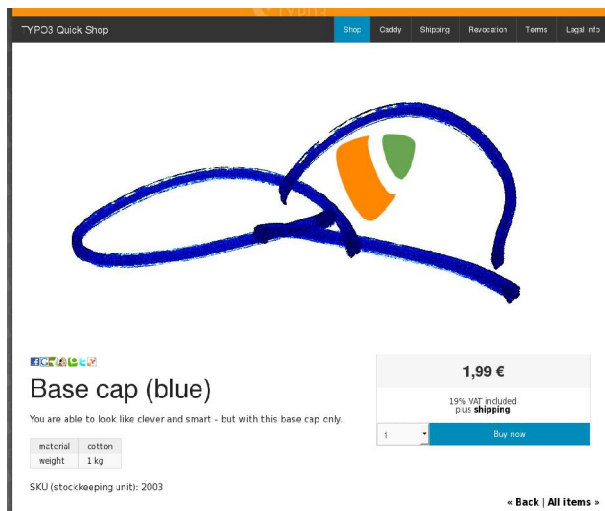 TYPO3
TYPO3 Quick Shop
Shop
Caddy
Shipping
Revocation
Terms
Legal Info
Base cap (blue)
You are able to look like clever and smart - but with this base cap only.
material cotton
weight 1 kg
SKU (stockkeeping unit): 2003
1,99 €
19% VAT included
plus shipping
1
Buy now
« Back | All items »